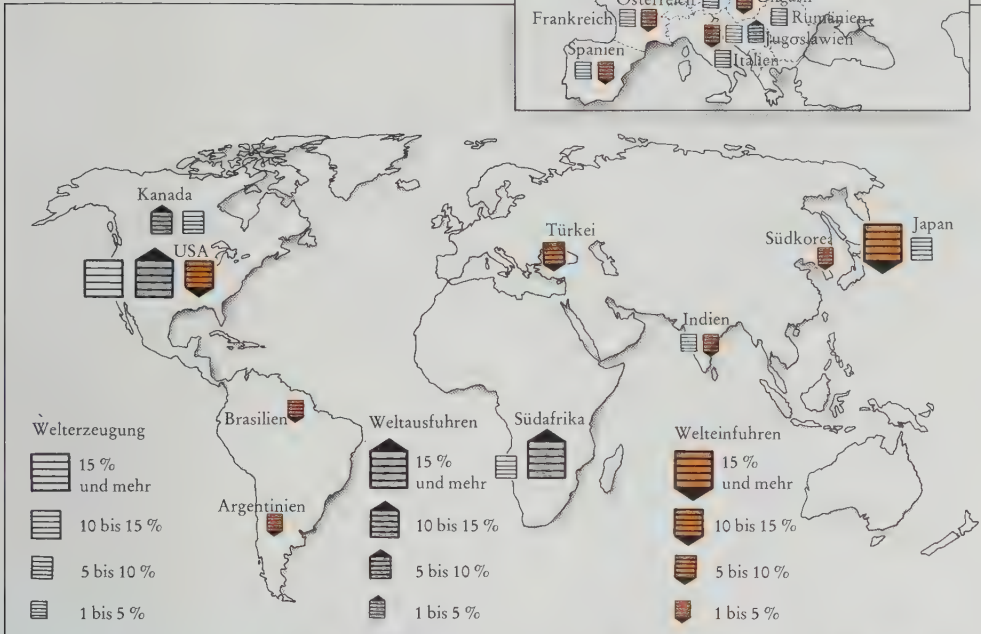 Österreich
Ungarn
Frankreich
Rumänien
Jugoslawien
Spanien
Italien
Kanada
USA
Türkei
Südkorea
Japan
Indien
Brasilien
Argentinien
Südafrika
Welterzeugung
15 %
und mehr
10 bis 15 %
5 bis 10 %
1 bis 5 %
Weltausfuhren
15 %
und mehr
10 bis 15 %
5 bis 10 %
1 bis 5 %
Welteinfuhren
15 %
und mehr
10 bis 15 %
5 bis 10 %
1 bis 5 %